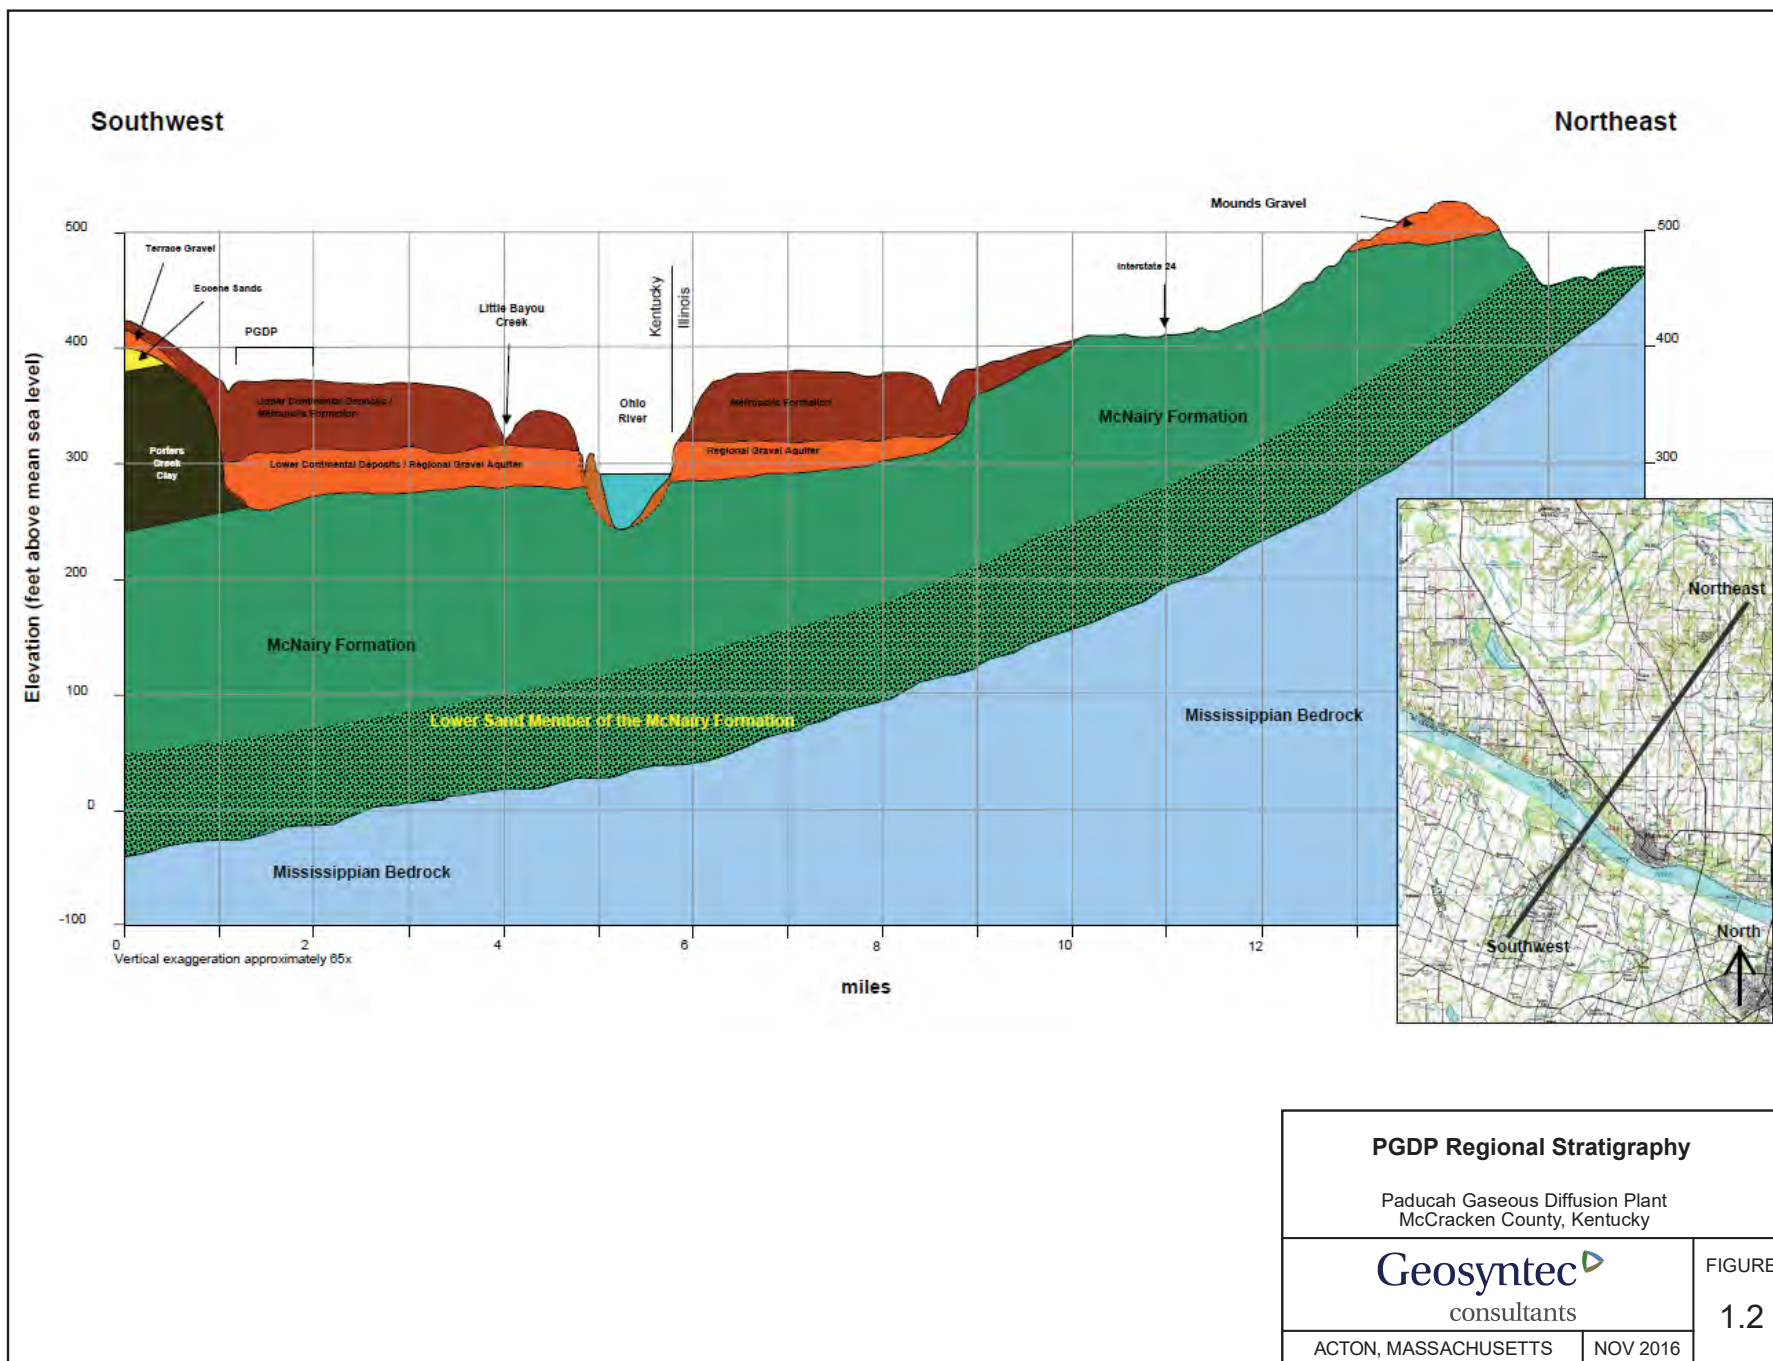 Southwest
Northeast
Mounds Gravel
500
500
Terrace Gravel
Interstate 24
Kentucky
Illinois
Eocene Sands
Little Bayou
Creek
PGDP
400
400
Elevation (feet above mean sea level)
Ohio
River
Upper Continental Deposits /
Metropolis Formation
Metropolis Formation
McNairy Formation
Porters
Creek
Clay
Regional Gravel Aquifer
300
Lower Continental Deposits / Regional Gravel Aquifer
300
200
Northeast
McNairy Formation
100
Lower Sand Member of the McNairy Formation
Mississippian Bedrock
0
Mississippian Bedrock
-100
North
Southwest
0
2
4
6
8
10
12
Vertical exaggeration approximately 65x
miles
PGDP Regional Stratigraphy
Paducah Gaseous Diffusion Plant
McCracken County, Kentucky
Geosyntec
consultants
FIGURE
1.2
ACTON, MASSACHUSETTS
NOV 2016